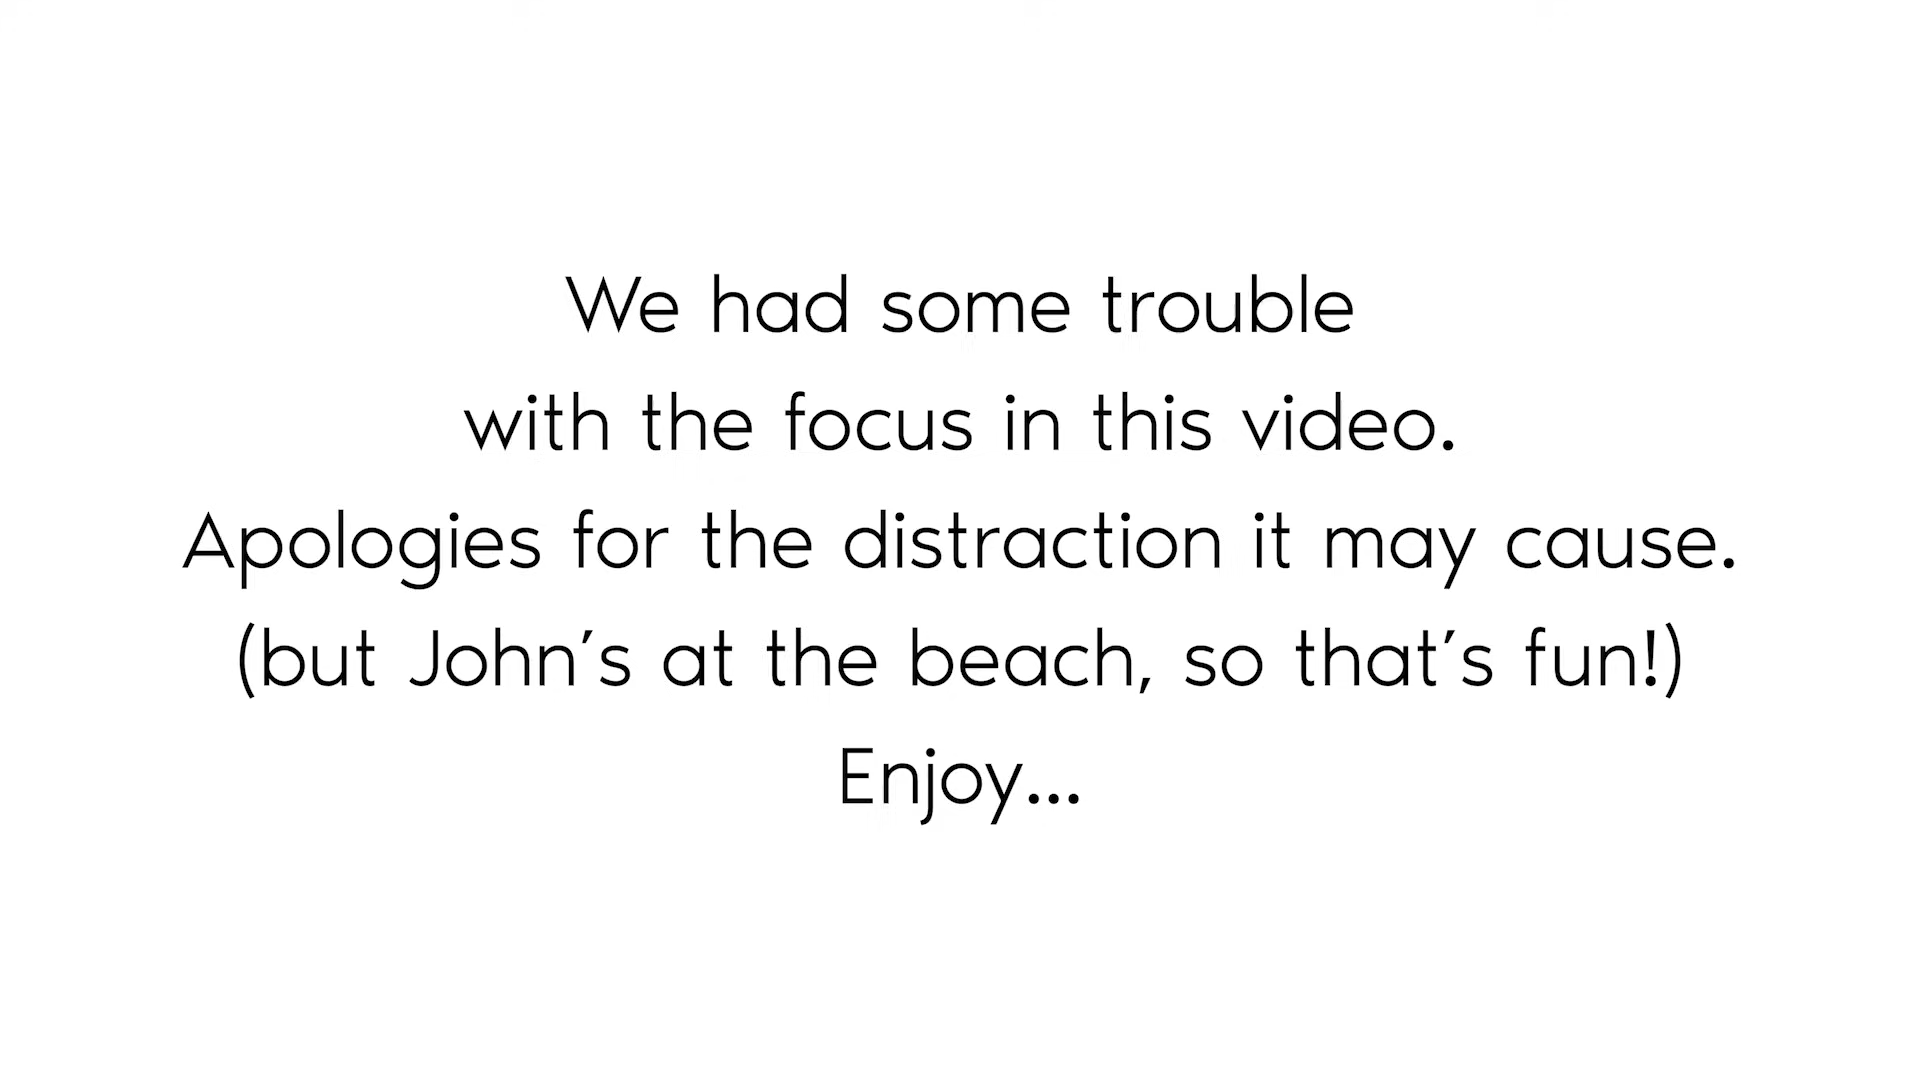 We had some trouble
with the focus in this video.
Apologies for the distraction it may cause.
(but John's at the beach, so that's fun!)
Enjoy...